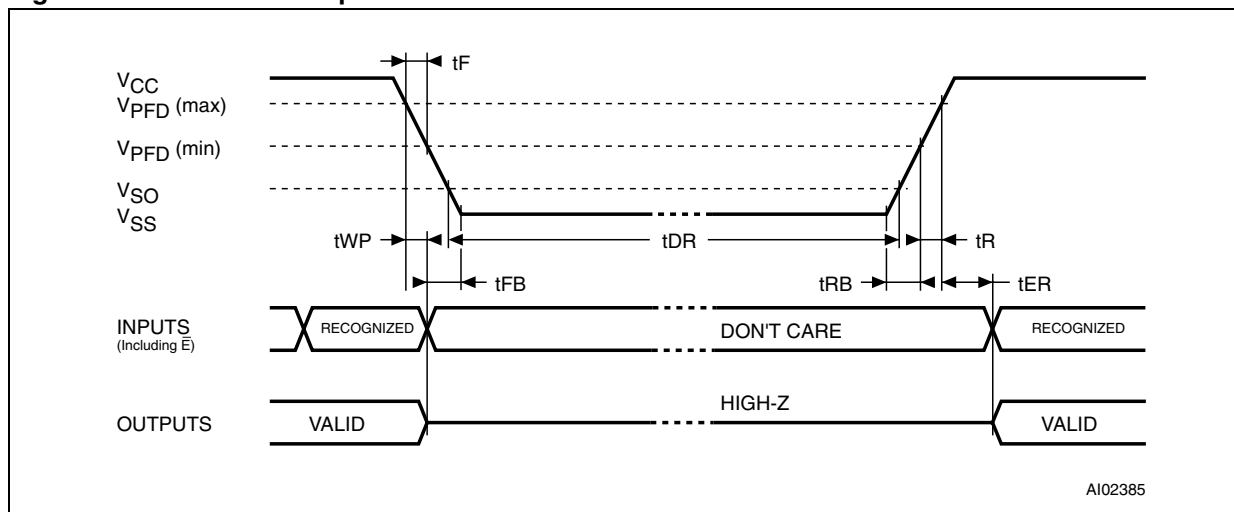 tF
VCC
VPFD (max)
VPFD (min)
VSO
VSS
tWP
tDR
tR
tFB
tRB
tER
INPUTS
(Including E̅)
RECOGNIZED
DON'T CARE
RECOGNIZED
HIGH-Z
OUTPUTS
VALID
VALID
AI02385